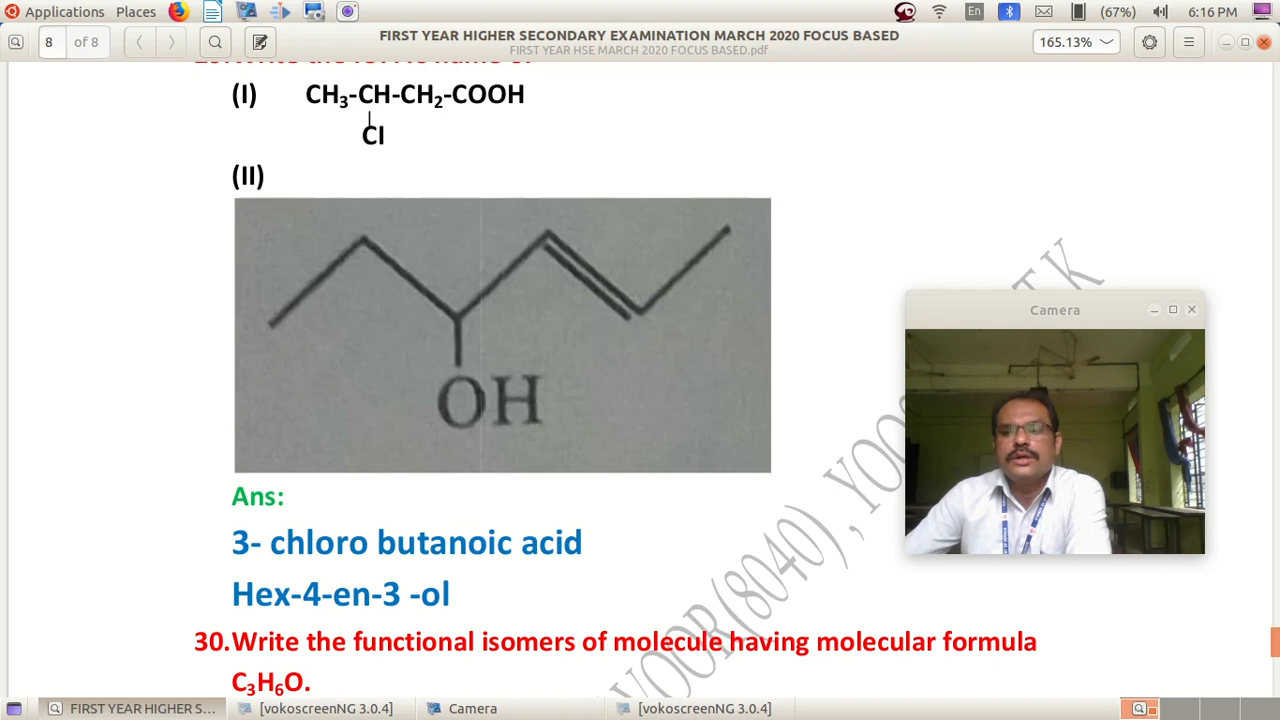 Applications Places En (67%) 6:16 PM
8 of 8
FIRST YEAR HIGHER SECONDARY EXAMINATION MARCH 2020 FOCUS BASED
FIRST YEAR HSE MARCH 2020 FOCUS BASED.pdf
165.13%
(I) CH₃-CH-CH₂-COOH
Cl
(II)
OH
Camera
Ans:
3- chloro butanoic acid
Hex-4-en-3 -ol
30.Write the functional isomers of molecule having molecular formula
C₃H₆O.
FIRST YEAR HIGHER S... [vokoscreenNG 3.0.4] Camera [vokoscreenNG 3.0.4]